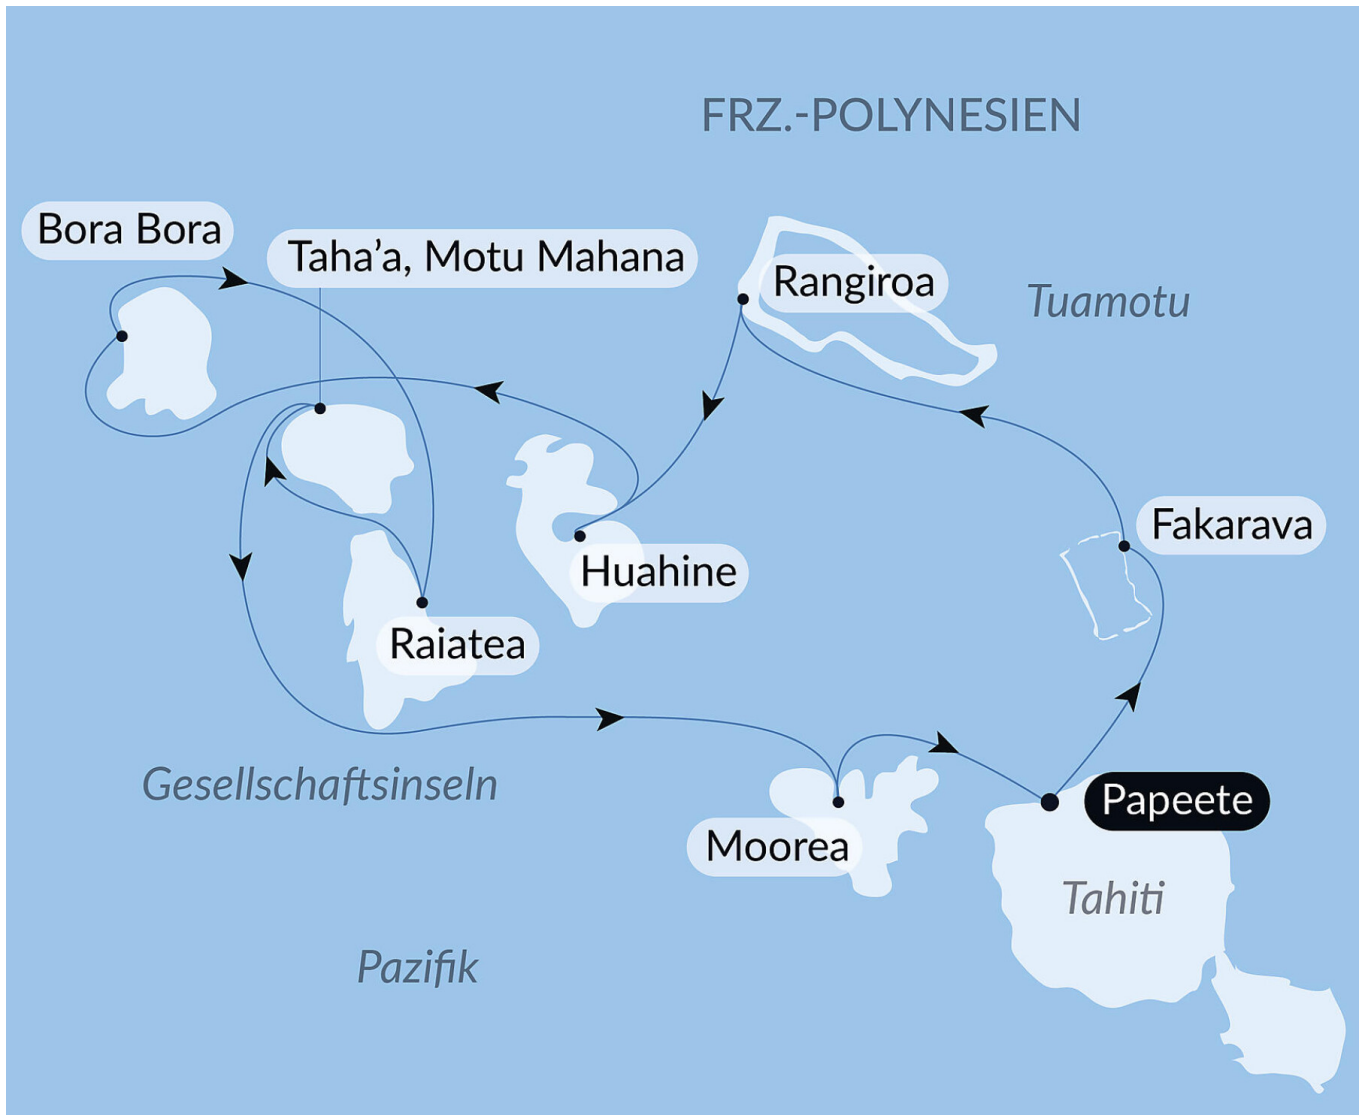 FRZ.-POLYNESIEN
Bora Bora
Taha’a, Motu Mahana
Rangiroa
Tuamotu
Fakarava
Huahine
Raiatea
Gesellschaftsinseln
Moorea
Papeete
Tahiti
Pazifik